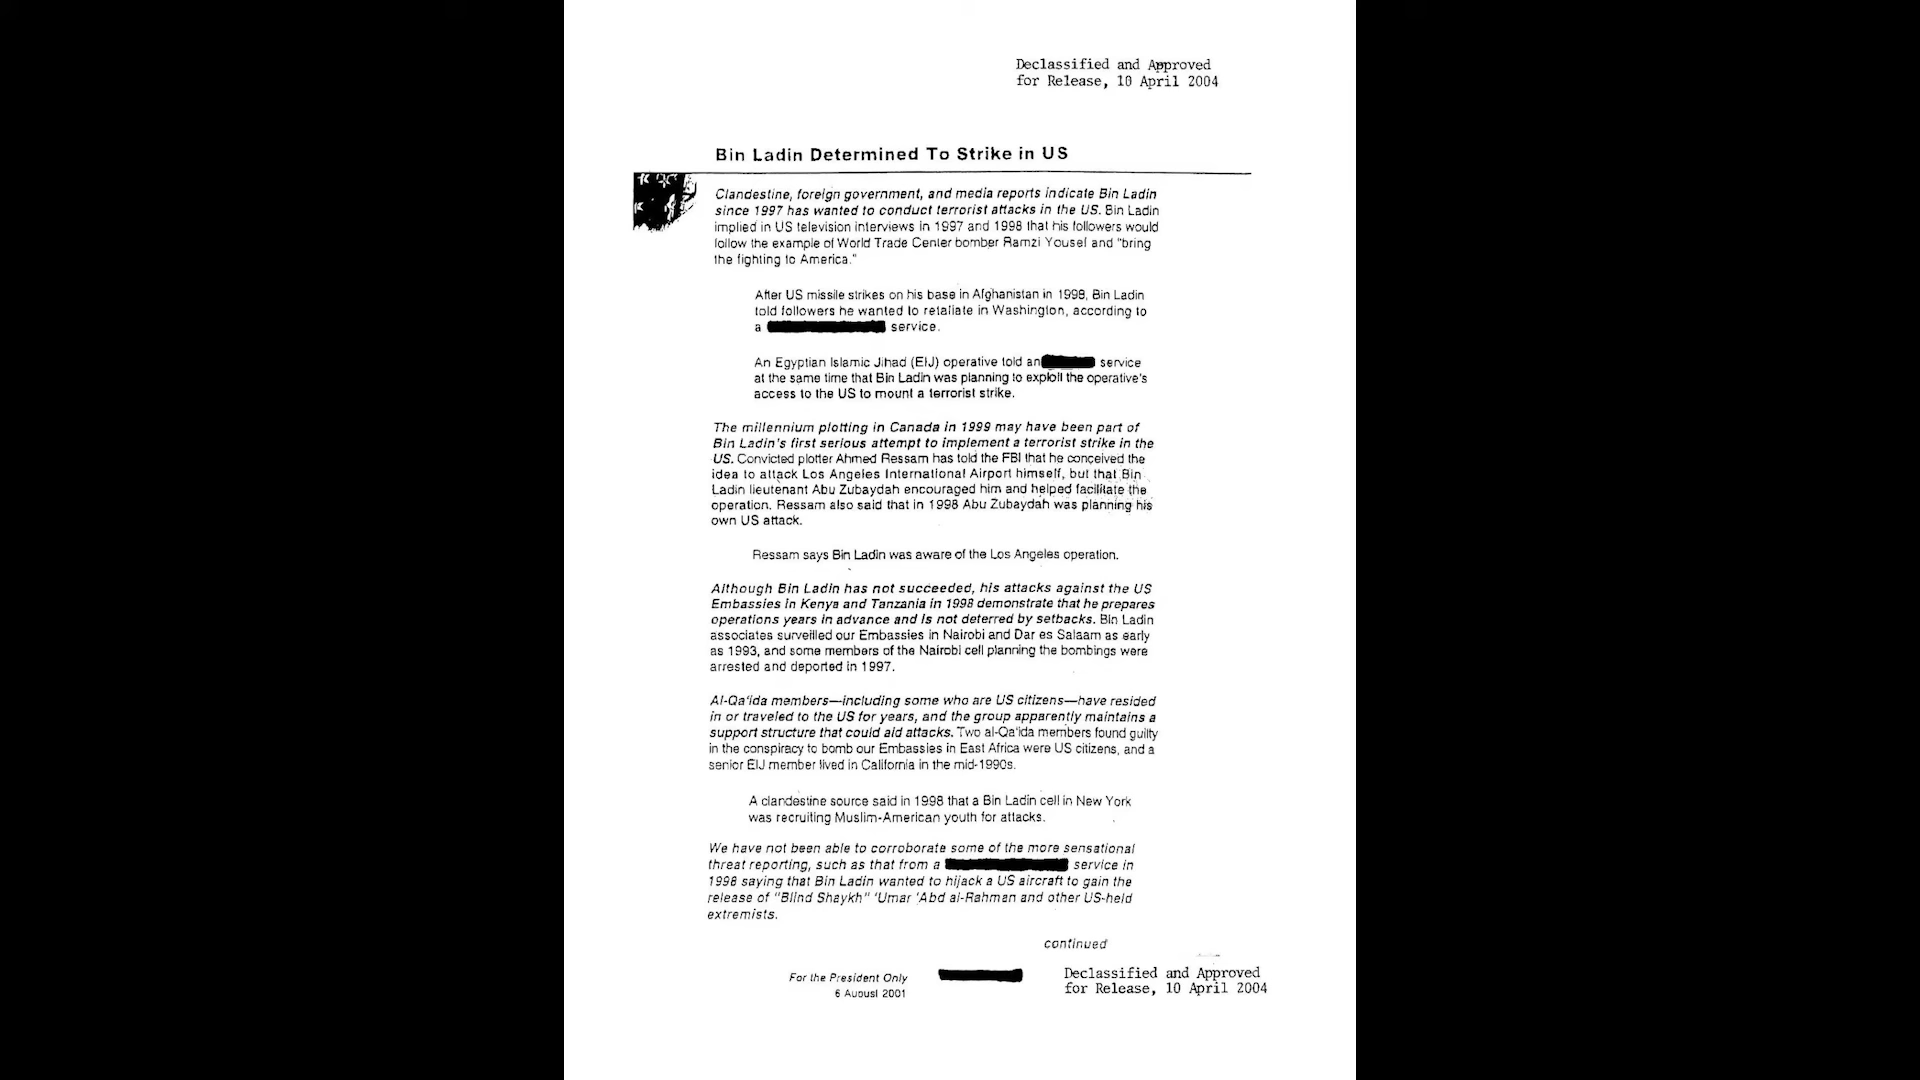 Declassified and Approved
for Release, 10 April 2004
Bin Ladin Determined To Strike in US
Clandestine, foreign government, and media reports indicate Bin Ladin
since 1997 has wanted to conduct terrorist attacks in the US. Bin Ladin
implied in US television interviews in 1997 and 1998 that his followers would
follow the example of World Trade Center bomber Ramzi Yousef and "bring
the fighting to America."
After US missile strikes on his base in Afghanistan in 1998, Bin Ladin
told followers he wanted to retaliate in Washington, according to
a service.
An Egyptian Islamic Jihad (EIJ) operative told an service
at the same time that Bin Ladin was planning to exploit the operative's
access to the US to mount a terrorist strike.
The millennium plotting in Canada in 1999 may have been part of
Bin Ladin's first serious attempt to implement a terrorist strike in the
US. Convicted plotter Ahmed Ressam has told the FBI that he conceived the
idea to attack Los Angeles International Airport himself, but that Bin
Ladin lieutenant Abu Zubaydah encouraged him and helped facilitate the
operation. Ressam also said that in 1998 Abu Zubaydah was planning his
own US attack.
Ressam says Bin Ladin was aware of the Los Angeles operation.
Although Bin Ladin has not succeeded, his attacks against the US
Embassies in Kenya and Tanzania in 1998 demonstrate that he prepares
operations years in advance and is not deterred by setbacks. Bin Ladin
associates surveilled our Embassies in Nairobi and Dar es Salaam as early
as 1993, and some members of the Nairobi cell planning the bombings were
arrested and deported in 1997.
Al-Qa'ida members—including some who are US citizens—have resided
in or traveled to the US for years, and the group apparently maintains a
support structure that could aid attacks. Two al-Qa'ida members found guilty
in the conspiracy to bomb our Embassies in East Africa were US citizens, and a
senior EIJ member lived in California in the mid-1990s.
A clandestine source said in 1998 that a Bin Ladin cell in New York
was recruiting Muslim-American youth for attacks.
We have not been able to corroborate some of the more sensational
threat reporting, such as that from a service in
1998 saying that Bin Ladin wanted to hijack a US aircraft to gain the
release of "Blind Shaykh" 'Umar 'Abd al-Rahman and other US-held
extremists.
continued
For the President Only
6 August 2001
Declassified and Approved
for Release, 10 April 2004